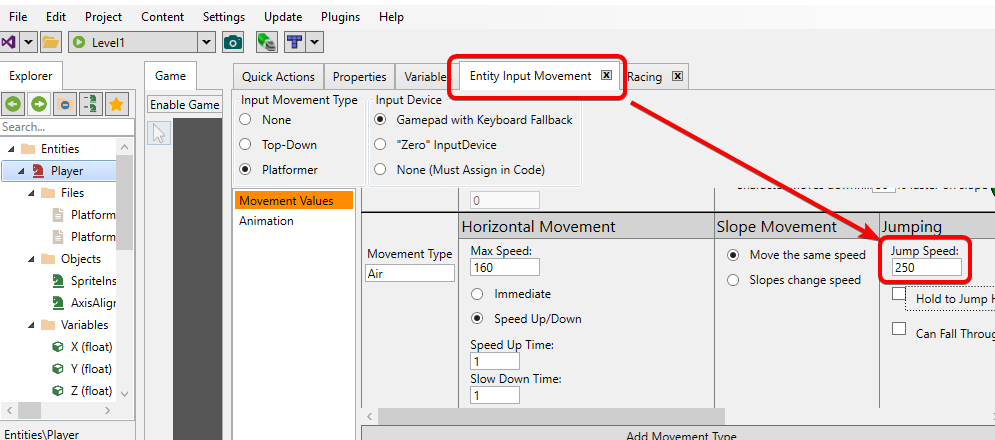 File Edit Project Content Settings Update Plugins Help
Level1
Explorer
Game
Quick Actions Properties Variable Entity Input Movement Racing
Search...
Enable Game
Input Movement Type
None
Top-Down
Platformer
Input Device
Gamepad with Keyboard Fallback
"Zero" InputDevice
None (Must Assign in Code)
Entities
Player
Files
Platform
Platform
Objects
SpriteIns
AxisAlign
Variables
X (float)
Y (float)
Z (float)
Entities\Player
Movement Values
Animation
0
Movement Type
Air
Horizontal Movement
Max Speed:
160
Immediate
Speed Up/Down
Speed Up Time:
1
Slow Down Time:
1
Slope Movement
Move the same speed
Slopes change speed
Jumping
Jump Speed:
250
Hold to Jump H
Can Fall Throug
Add Movement Type